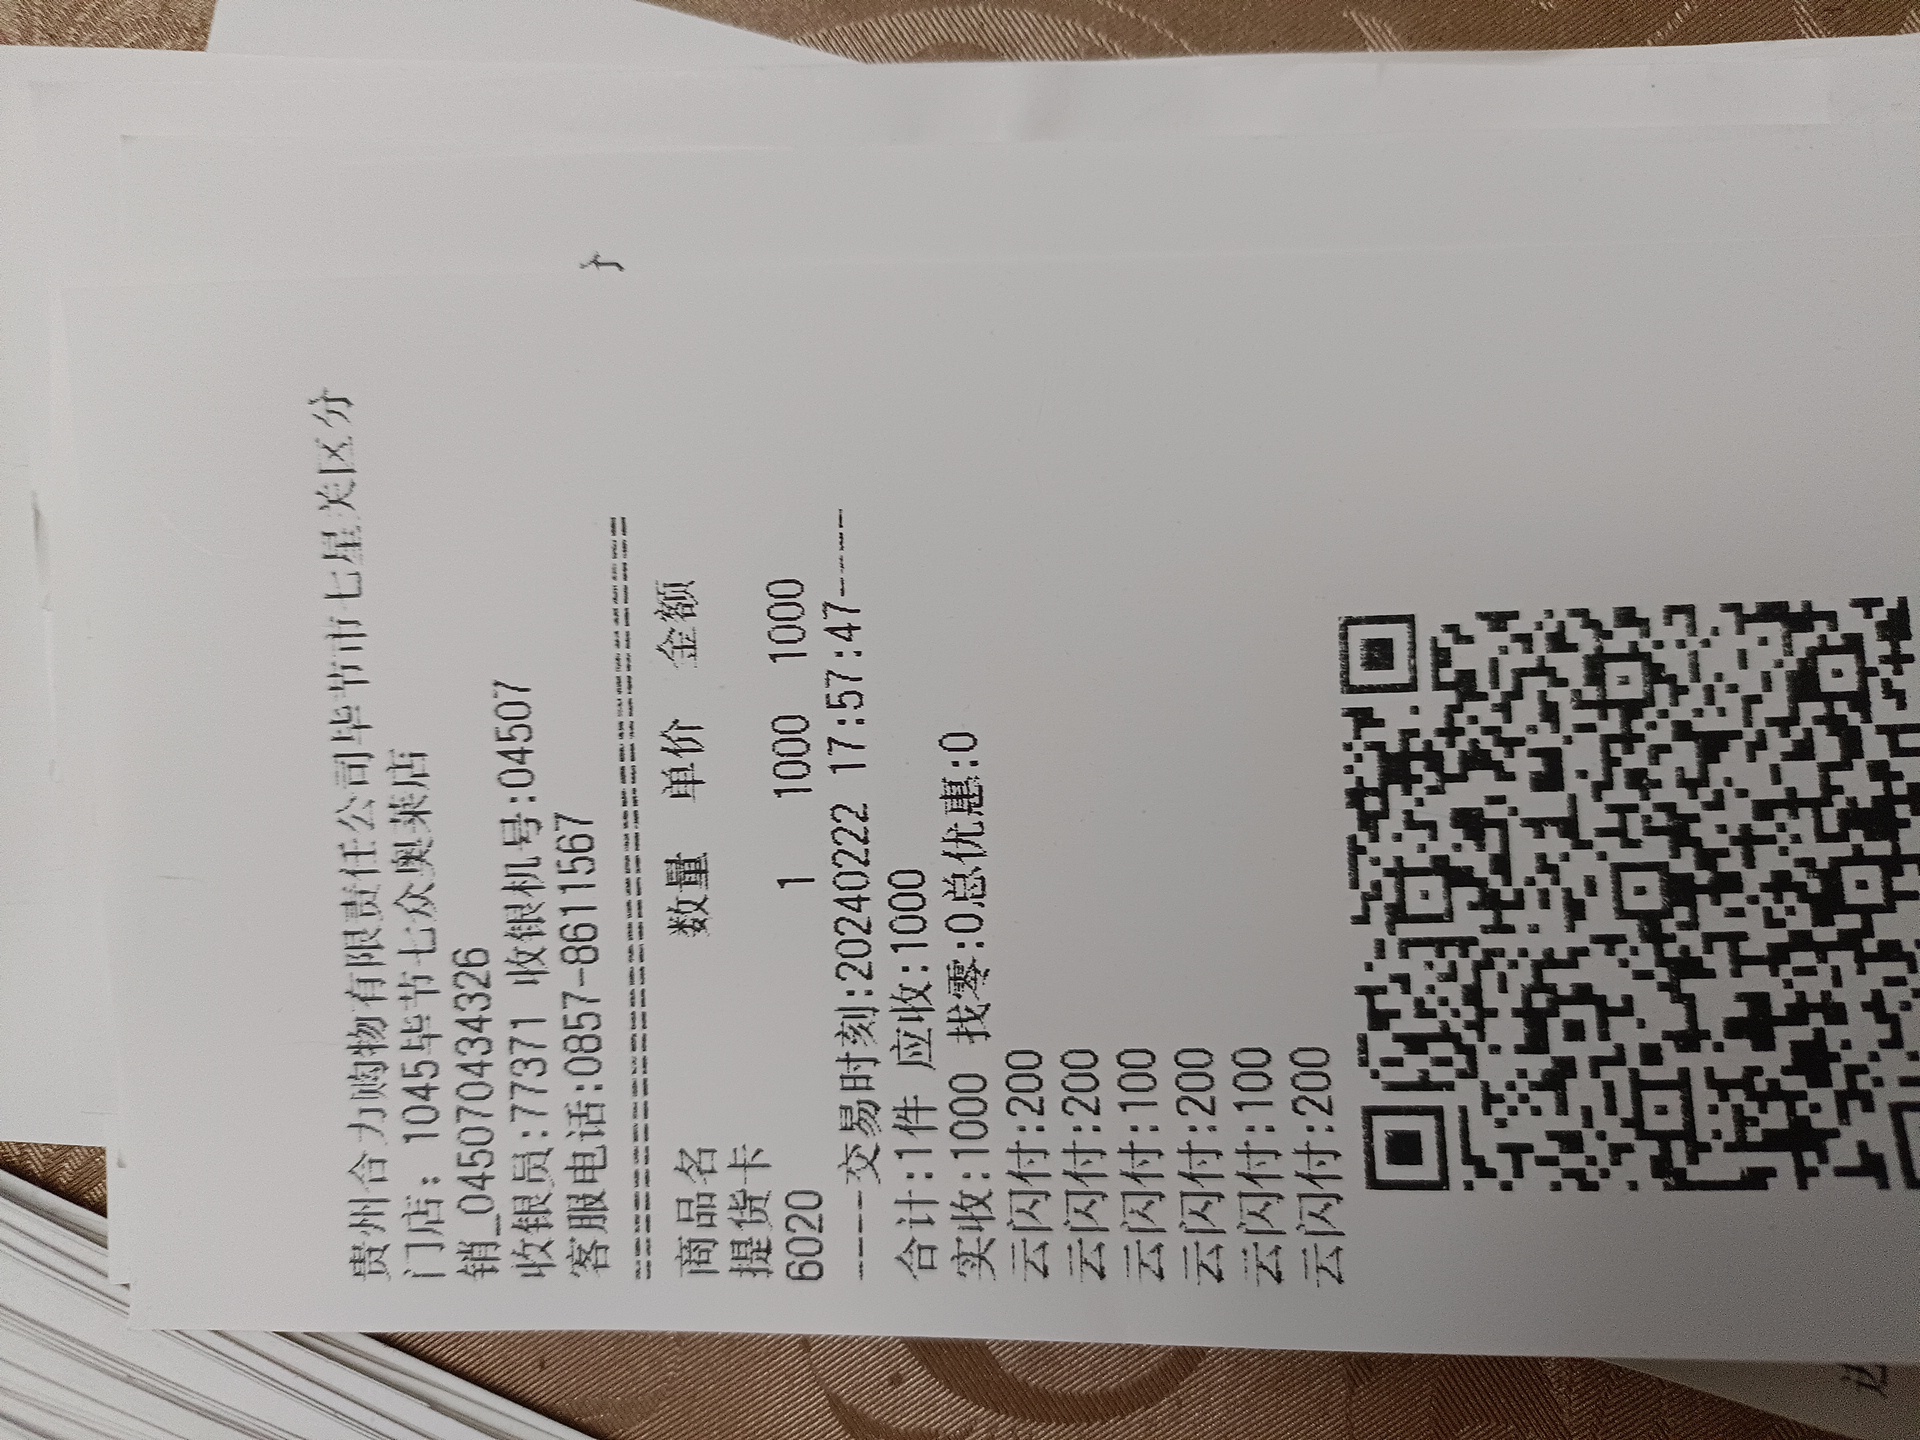 贵州合力购物有限责任公司毕节市七星关区分
门店: 1045毕节七众奥莱店
销_045070434326
收银员:77371 收银机号:04507
客服电话:0857-8611567
================================
商品名 数量 单价 金额
提货卡
6020 1 1000 1000
----交易时刻:20240222 17:57:47-----
合计:1件 应收:1000
实收:1000 找零:0总优惠:0
云闪付:200
云闪付:200
云闪付:100
云闪付:200
云闪付:100
云闪付:200